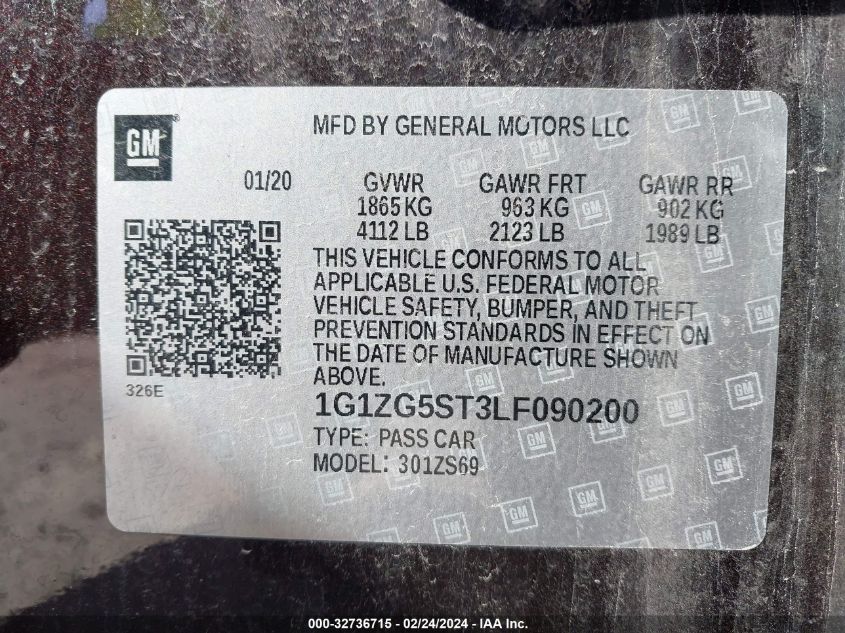 GM
MFD BY GENERAL MOTORS LLC
01/20
GVWR GAWR FRT GAWR RR
1865 KG 963 KG 902 KG
4112 LB 2123 LB 1989 LB
THIS VEHICLE CONFORMS TO ALL
APPLICABLE U.S. FEDERAL MOTOR
VEHICLE SAFETY, BUMPER, AND THEFT
PREVENTION STANDARDS IN EFFECT ON
THE DATE OF MANUFACTURE SHOWN
ABOVE.
326E
1G1ZG5ST3LF090200
TYPE: PASS CAR
MODEL: 301ZS69
000-32736715 - 02/24/2024 - IAA Inc.